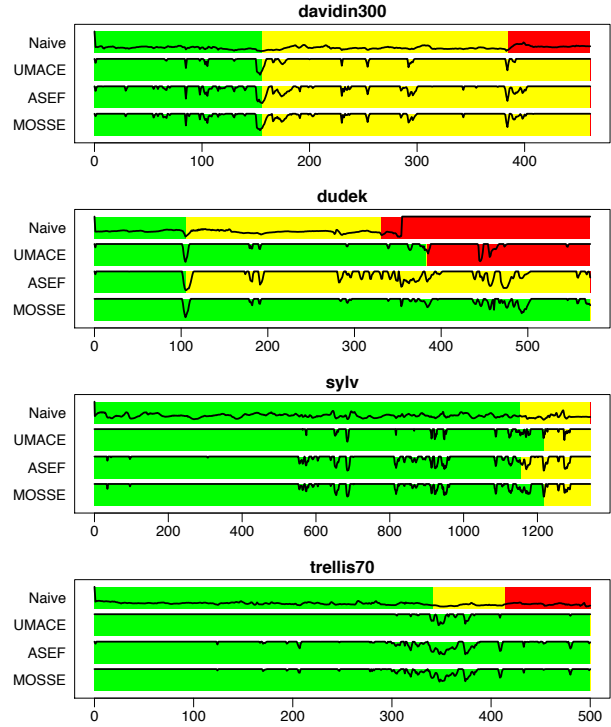 davidin300
Naive
UMACE
ASEF
MOSSE
0 100 200 300 400
dudek
Naive
UMACE
ASEF
MOSSE
0 100 200 300 400 500
sylv
Naive
UMACE
ASEF
MOSSE
0 200 400 600 800 1000 1200
trellis70
Naive
UMACE
ASEF
MOSSE
0 100 200 300 400 500